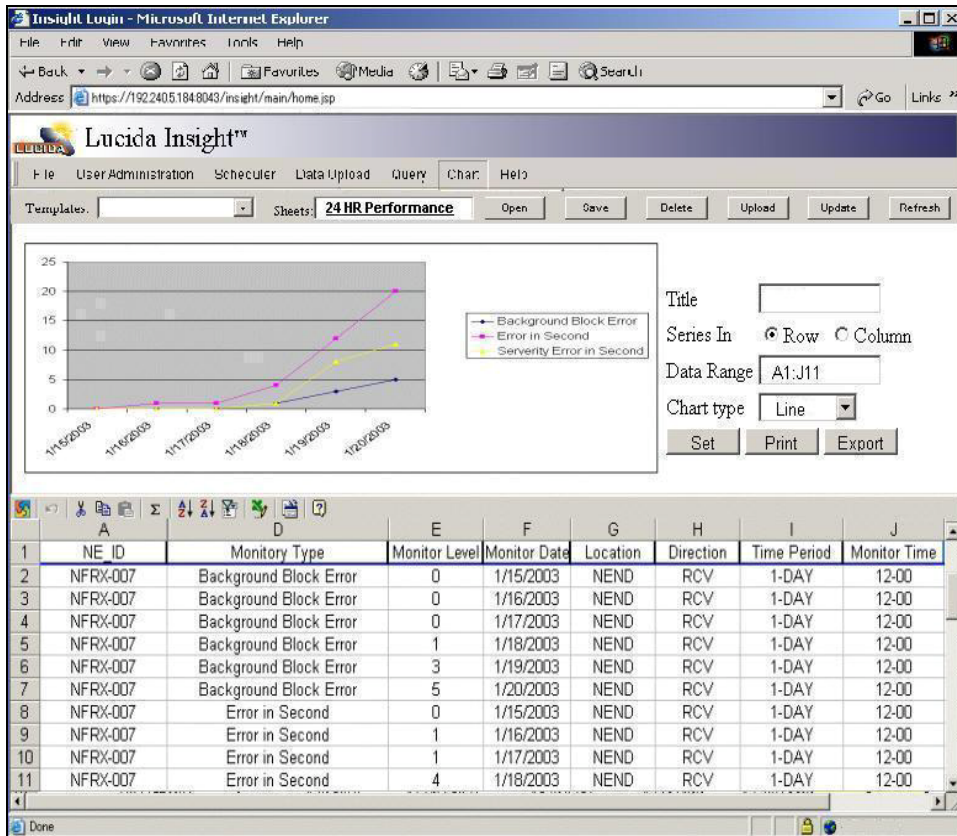 Insight Login - Microsoft Internet Explorer
File Edit View Favorites Tools Help
Back Favorites Media Search
Address https://192.240.5.184:8043/insight/main/home.jsp Go Links »
LUCIDA Lucida Insight™
File User Administration Scheduler Data Upload Query Chart Help
Templates: Sheets: 24 HR Performance Open Save Delete Upload Update Refresh
25
20
15
10
5
0
1/15/2003 1/16/2003 1/17/2003 1/18/2003 1/19/2003 1/20/2003
Background Block Error
Error in Second
Serverity Error in Second
Title
Series In Row Column
Data Range A1:J11
Chart type Line
Set Print Export
A D E F G H I J
1 NE_ID Monitory Type Monitor Level Monitor Date Location Direction Time Period Monitor Time
2 NFRX-007 Background Block Error 0 1/15/2003 NEND RCV 1-DAY 12-00
3 NFRX-007 Background Block Error 0 1/16/2003 NEND RCV 1-DAY 12-00
4 NFRX-007 Background Block Error 0 1/17/2003 NEND RCV 1-DAY 12-00
5 NFRX-007 Background Block Error 1 1/18/2003 NEND RCV 1-DAY 12-00
6 NFRX-007 Background Block Error 3 1/19/2003 NEND RCV 1-DAY 12-00
7 NFRX-007 Background Block Error 5 1/20/2003 NEND RCV 1-DAY 12-00
8 NFRX-007 Error in Second 0 1/15/2003 NEND RCV 1-DAY 12-00
9 NFRX-007 Error in Second 1 1/16/2003 NEND RCV 1-DAY 12-00
10 NFRX-007 Error in Second 1 1/17/2003 NEND RCV 1-DAY 12-00
11 NFRX-007 Error in Second 4 1/18/2003 NEND RCV 1-DAY 12-00
Done